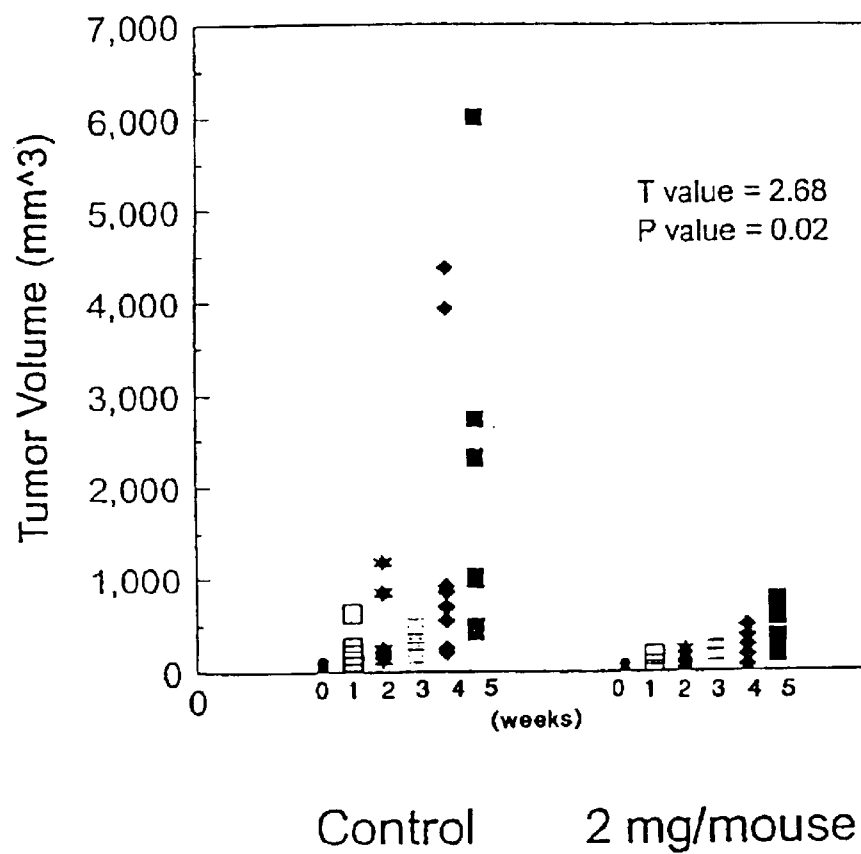 7,000
6,000
5,000
4,000
3,000
2,000
1,000
0
Tumor Volume (mm^3)
T value = 2.68
P value = 0.02
0
0 1 2 3 4 5 0 1 2 3 4 5
(weeks)
Control 2 mg/mouse